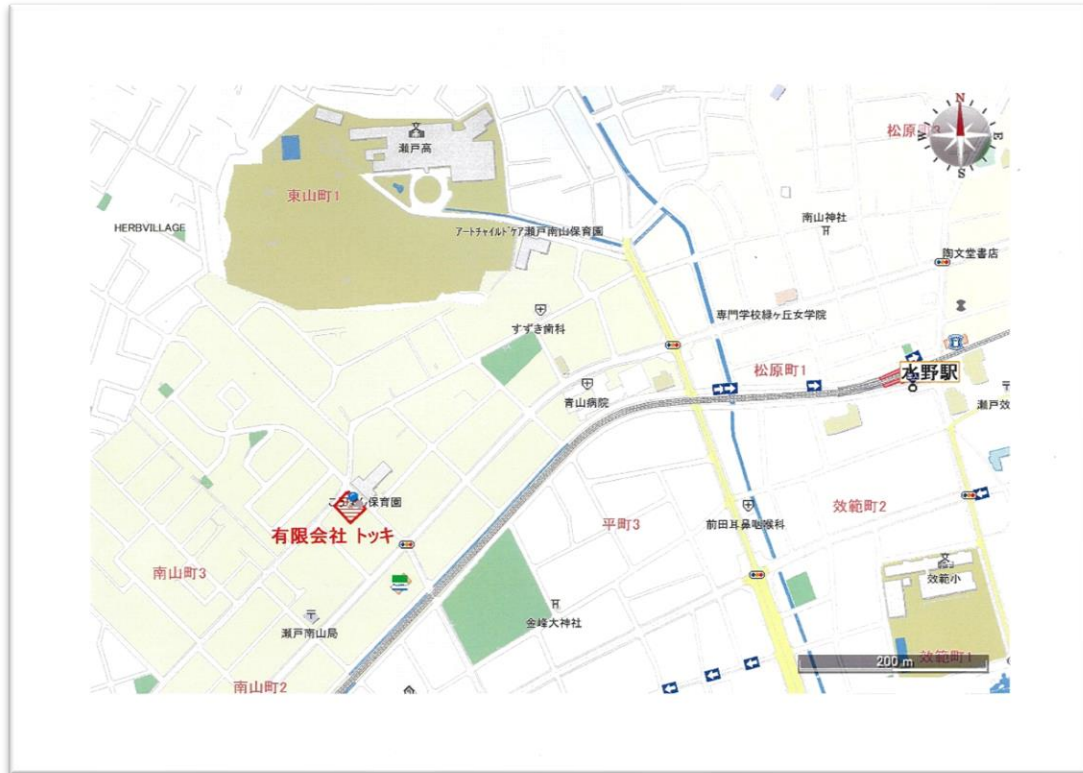 N
松原町
W
E
S
瀬戸高
東山町1
南山神社
HERBVILLAGE
アートチャイルドケア瀬戸南山保育園
陶文堂書店
専門学校緑ヶ丘女学院
すずき歯科
松原町1
水野駅
青山病院
瀬戸效
保育園
有限会社 トッキ
平町3
前田耳鼻咽喉科
效範町2
南山町3
效範小
金峰大神社
瀬戸南山局
200 m
效範町1
南山町2